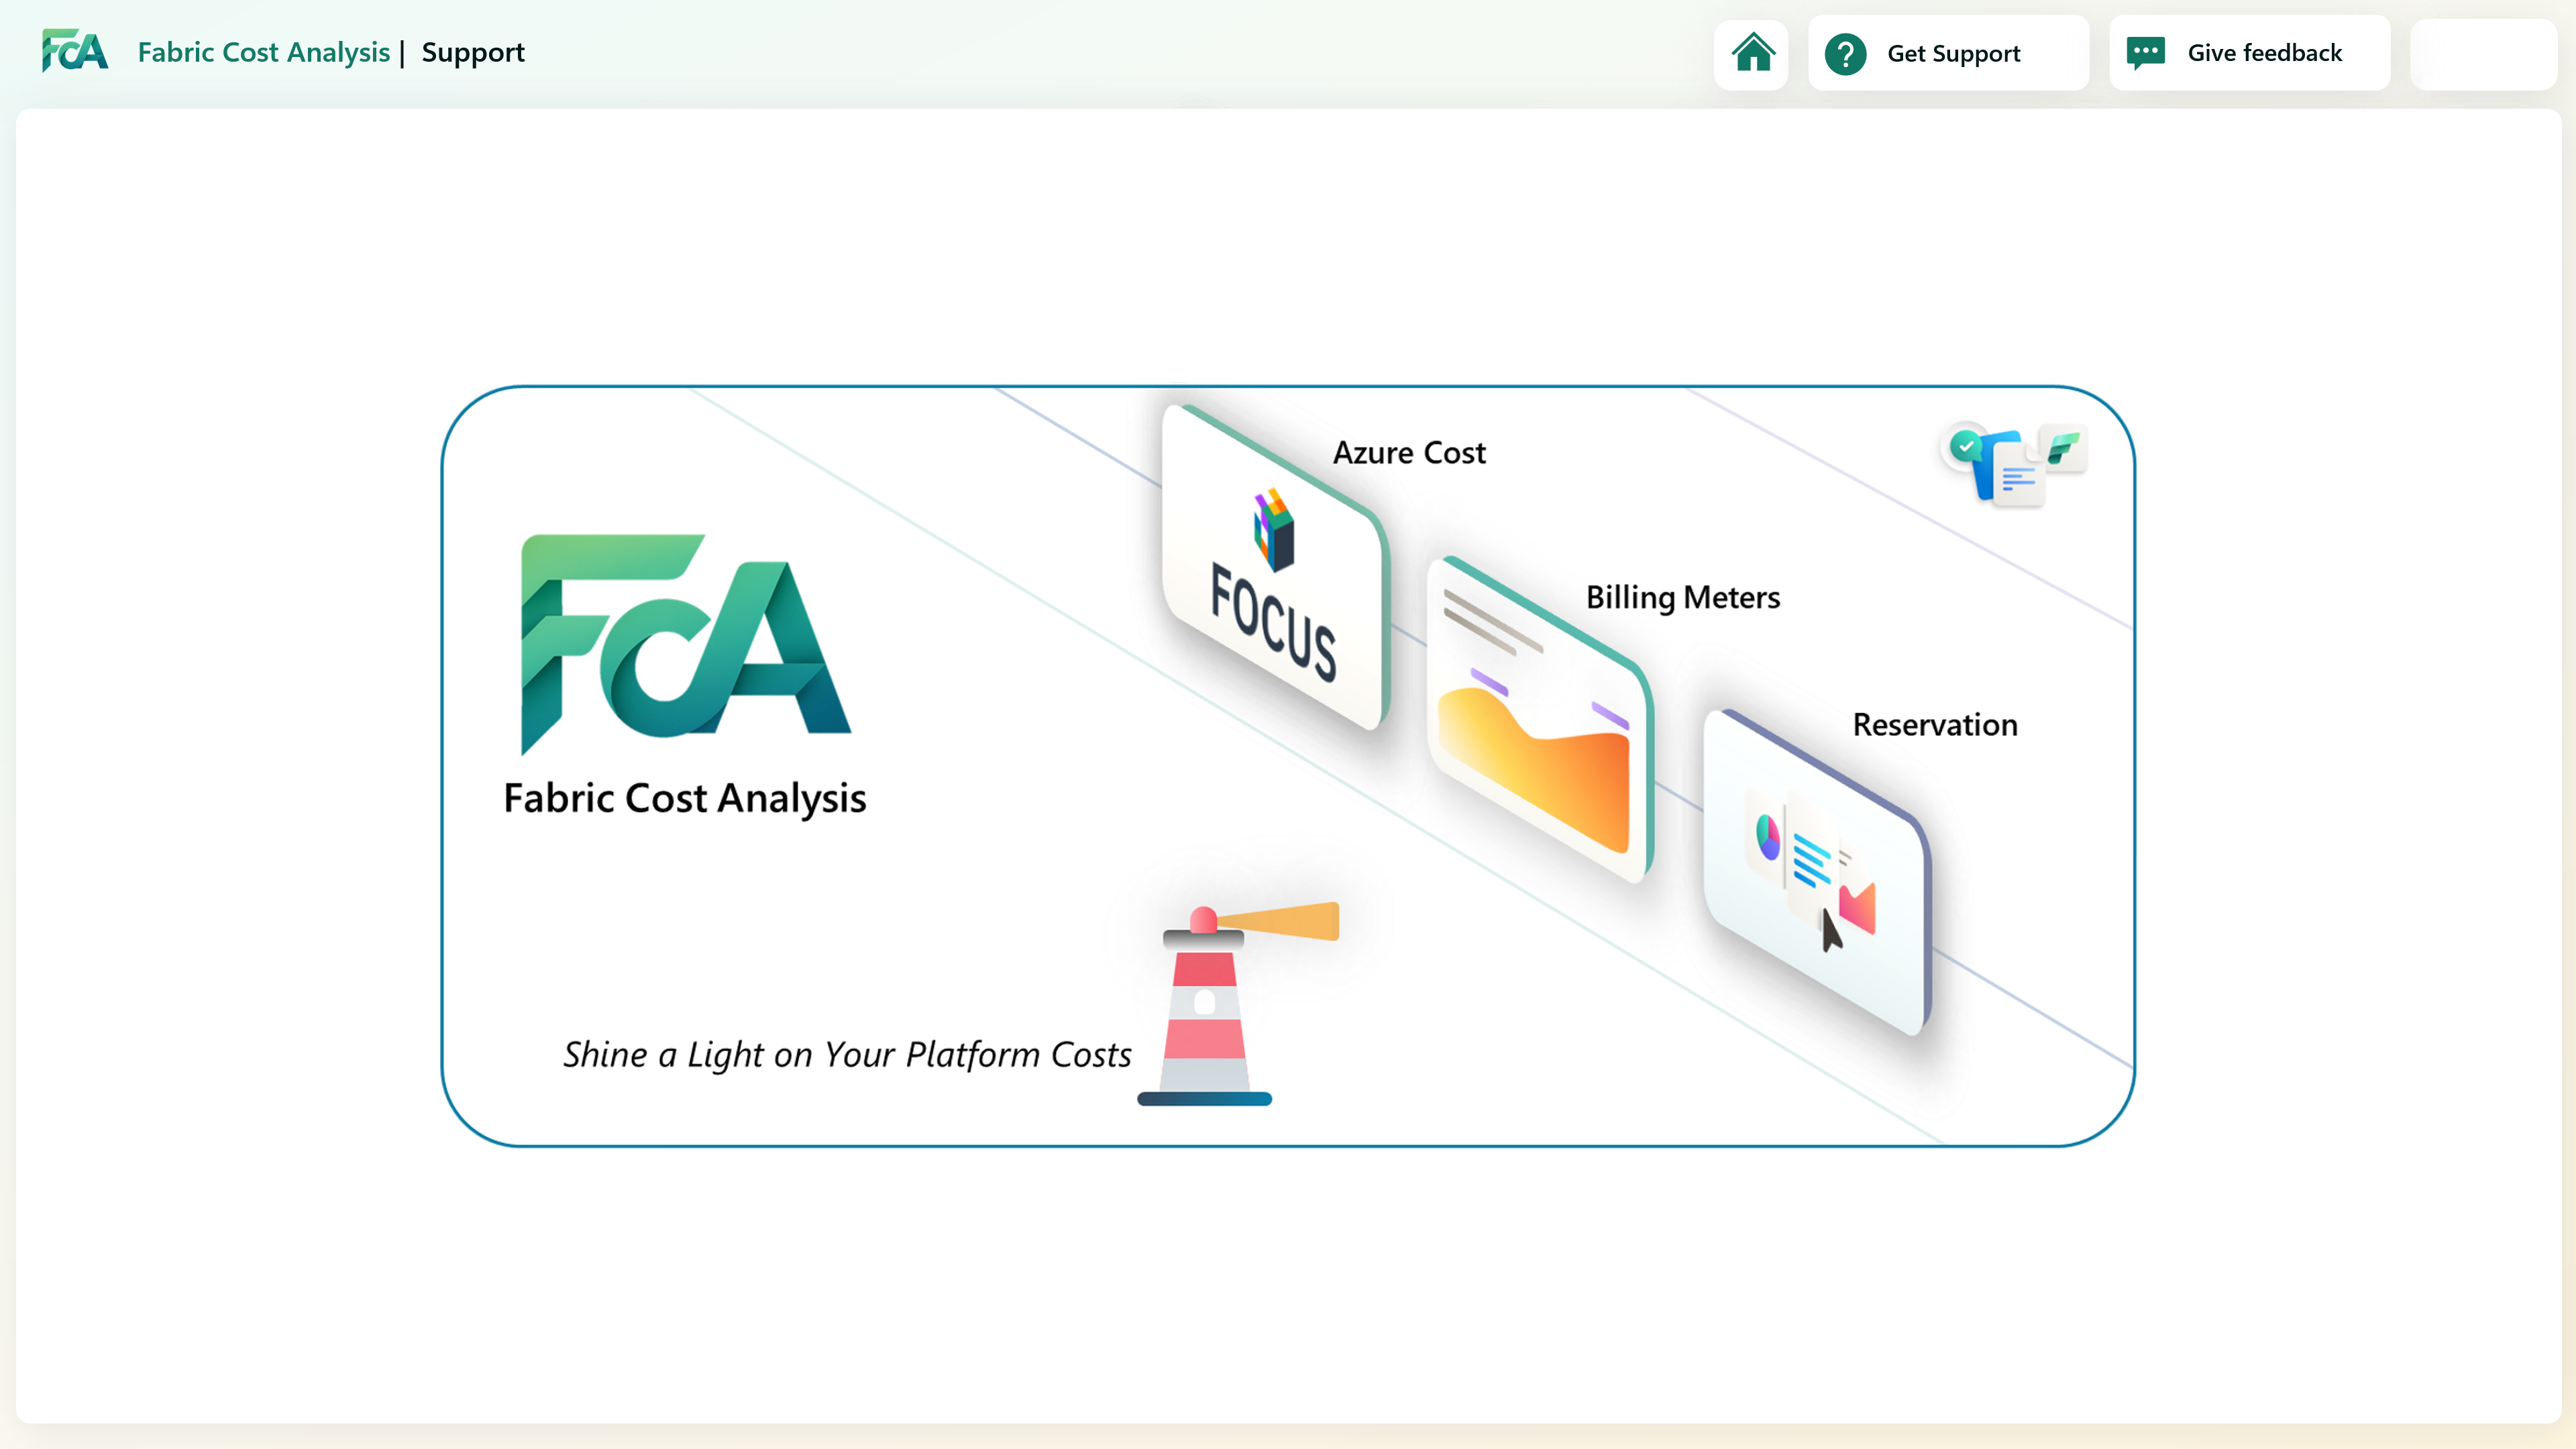 FCA
Fabric Cost Analysis | Support
Get Support
Give feedback
Azure Cost
FOCUS
Billing Meters
Reservation
FCA
Fabric Cost Analysis
Shine a Light on Your Platform Costs